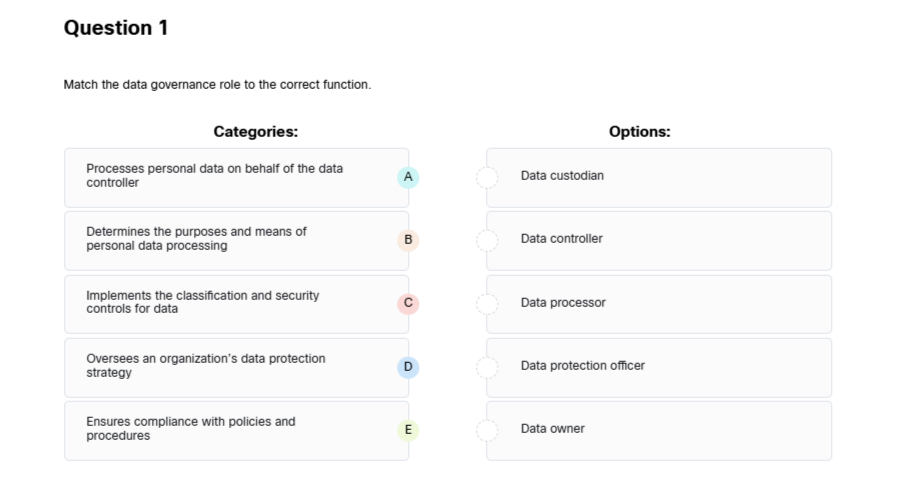 Question 1
Match the data governance role to the correct function.
Categories:
Options:
Processes personal data on behalf of the data
controller
A
Data custodian
Determines the purposes and means of
personal data processing
B
Data controller
Implements the classification and security
controls for data
C
Data processor
Oversees an organization's data protection
strategy
D
Data protection officer
Ensures compliance with policies and
procedures
E
Data owner